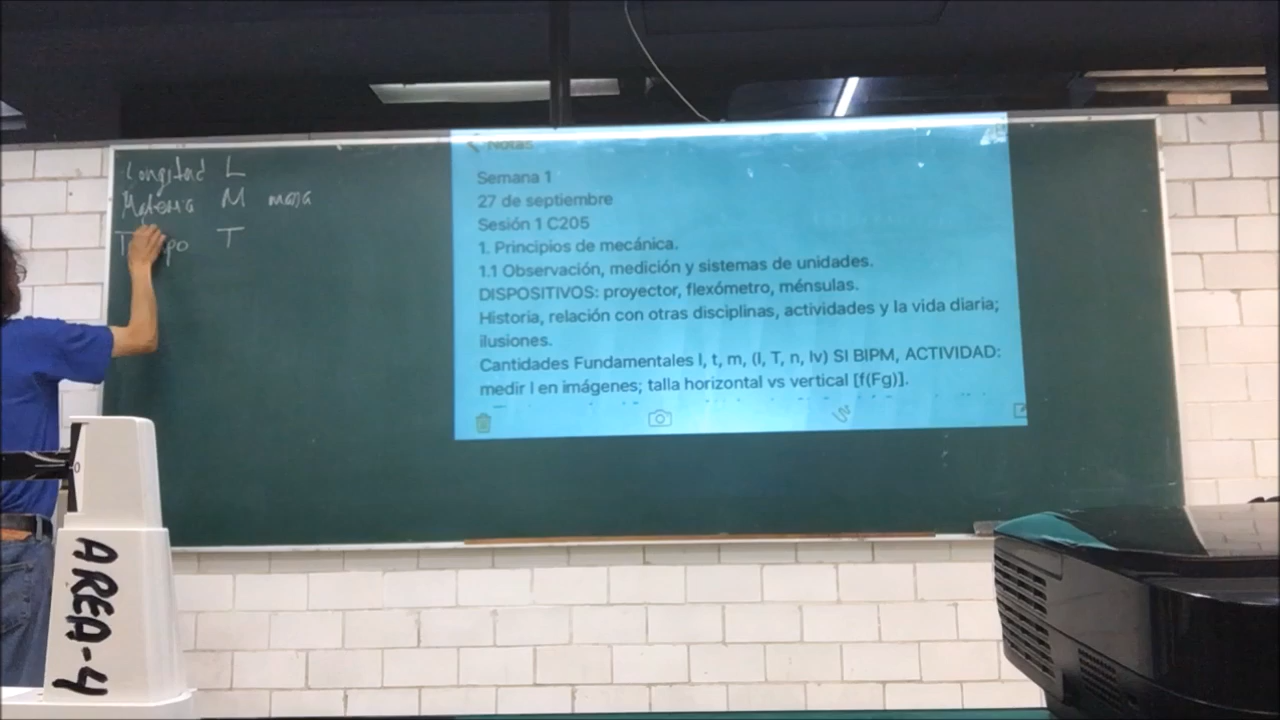 Longitud L
Materia M masa
T
Notas
Semana 1
27 de septiembre
Sesión 1 C205
1. Principios de mecánica.
1.1 Observación, medición y sistemas de unidades.
DISPOSITIVOS: proyector, flexómetro, ménsulas.
Historia, relación con otras disciplinas, actividades y la vida diaria;
ilusiones.
Cantidades Fundamentales l, t, m, (I, T, n, Iv) SI BIPM, ACTIVIDAD:
medir l en imágenes; talla horizontal vs vertical [f(Fg)].
AREA-4